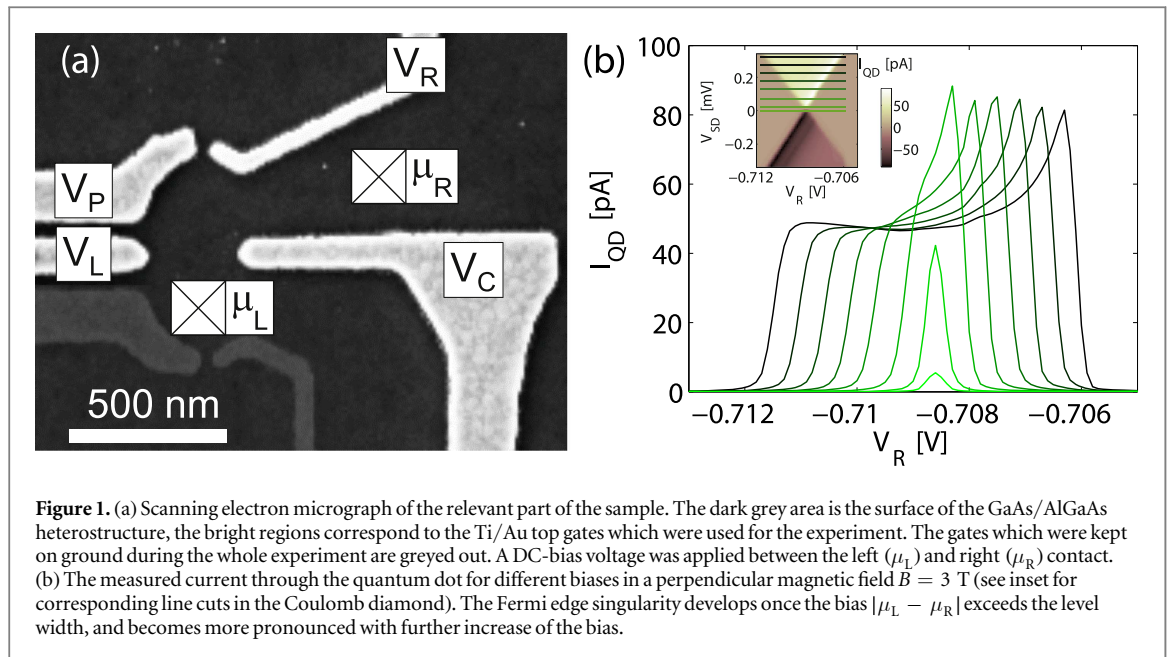 (a)
V_R
μ_R
V_P
V_L
V_C
μ_L
500 nm
(b)
100
80
60
40
20
0
I_QD [pA]
−0.712
−0.71
−0.708
−0.706
V_R [V]
I_QD [pA]
0.2
0
−0.2
V_SD [mV]
−0.712
−0.706
V_R [V]
50
0
−50
Figure 1. (a) Scanning electron micrograph of the relevant part of the sample. The dark grey area is the surface of the GaAs/AlGaAs
heterostructure, the bright regions correspond to the Ti/Au top gates which were used for the experiment. The gates which were kept
on ground during the whole experiment are greyed out. A DC-bias voltage was applied between the left (μ_L) and right (μ_R) contact.
(b) The measured current through the quantum dot for different biases in a perpendicular magnetic field B = 3 T (see inset for
corresponding line cuts in the Coulomb diamond). The Fermi edge singularity develops once the bias |μ_L − μ_R| exceeds the level
width, and becomes more pronounced with further increase of the bias.